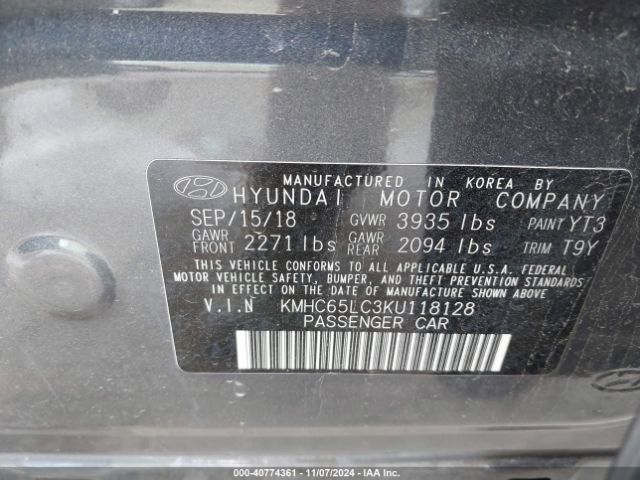 MANUFACTURED IN KOREA BY
HYUNDAI MOTOR COMPANY
SEP/15/18 GVWR 3935 lbs PAINT YT3
GAWR FRONT 2271 lbs GAWR REAR 2094 lbs TRIM T9Y
THIS VEHICLE CONFORMS TO ALL APPLICABLE U.S.A. FEDERAL
MOTOR VEHICLE SAFETY, BUMPER, AND THEFT PREVENTION STANDARDS
IN EFFECT ON THE DATE OF MANUFACTURE SHOWN ABOVE
V.I.N KMHC65LC3KU118128
PASSENGER CAR
00-40774361 - 11/07/2024 - IAA Inc.